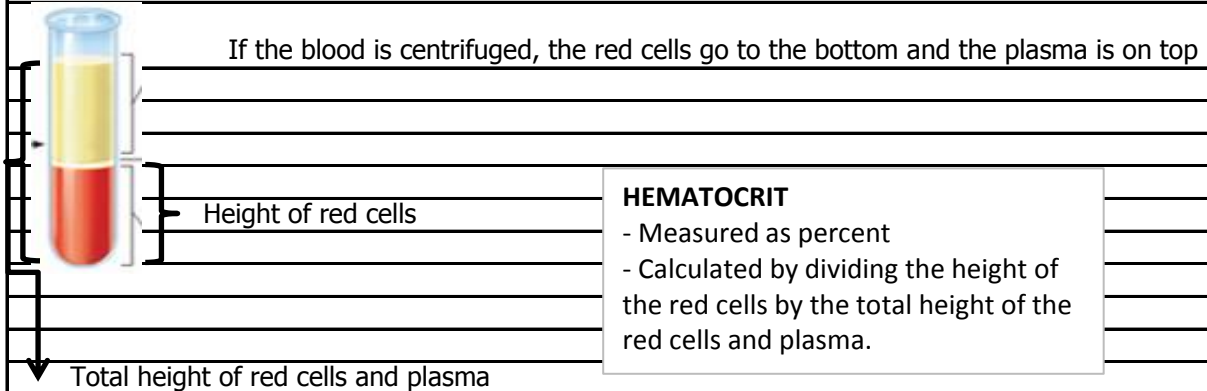 If the blood is centrifuged, the red cells go to the bottom and the plasma is on top
Height of red cells
HEMATOCRIT
- Measured as percent
- Calculated by dividing the height of
the red cells by the total height of the
red cells and plasma.
Total height of red cells and plasma